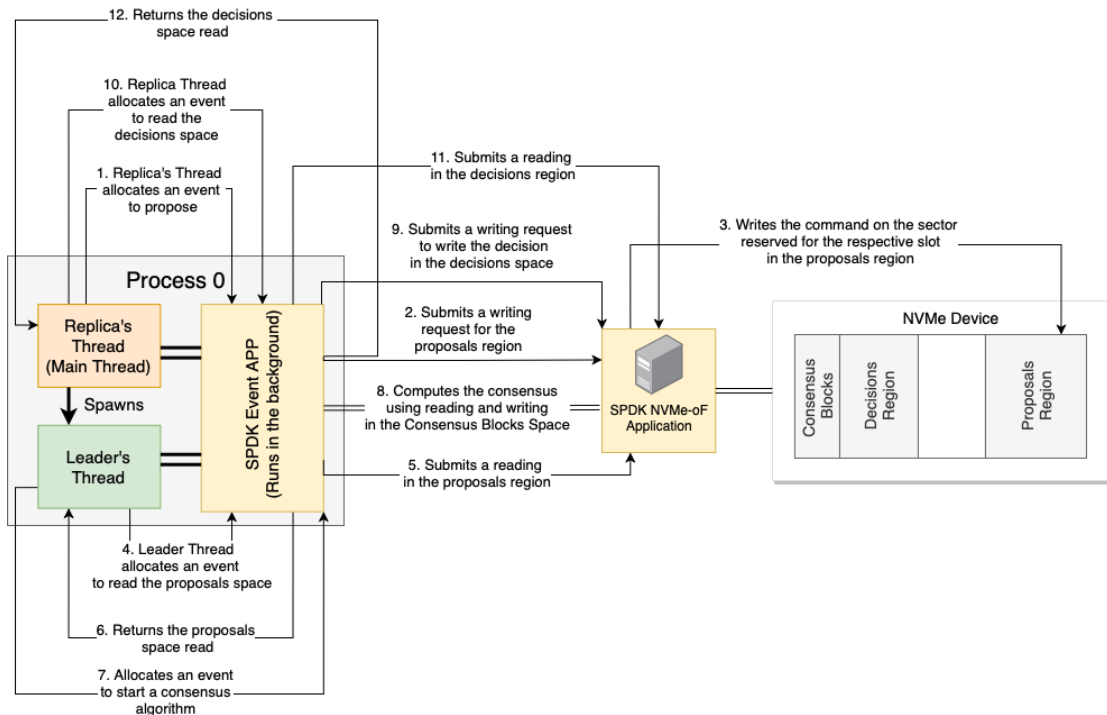 12. Returns the decisions
space read
10. Replica Thread
allocates an event
to read the
decisions space
1. Replica's Thread
allocates an event
to propose
11. Submits a reading
in the decisions region
9. Submits a writing request
to write the decision
in the decisions space
3. Writes the command on the sector
reserved for the respective slot
in the proposals region
Process 0
Replica's
Thread
(Main Thread)
Spawns
Leader's
Thread
SPDK Event APP
(Runs in the background)
2. Submits a writing
request for the
proposals region
8. Computes the consensus
using reading and writing
in the Consensus Blocks Space
5. Submits a reading
in the proposals region
SPDK NVMe-oF
Application
NVMe Device
Consensus
Blocks
Decisions
Region
Proposals
Region
4. Leader Thread
allocates an event
to read the proposals space
6. Returns the proposals
space read
7. Allocates an event
to start a consensus
algorithm